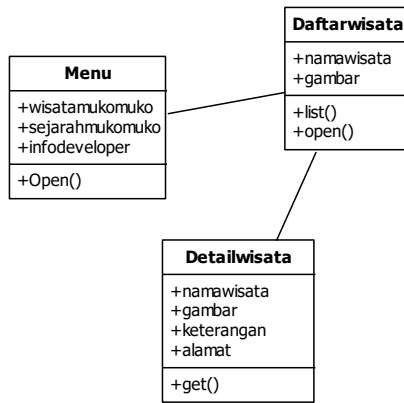 Daftarwisata
+namawisata
+gambar
+list()
+open()
Menu
+wisatamukomuko
+sejarahmukomuko
+infodeveloper
+Open()
Detailwisata
+namawisata
+gambar
+keterangan
+alamat
+get()